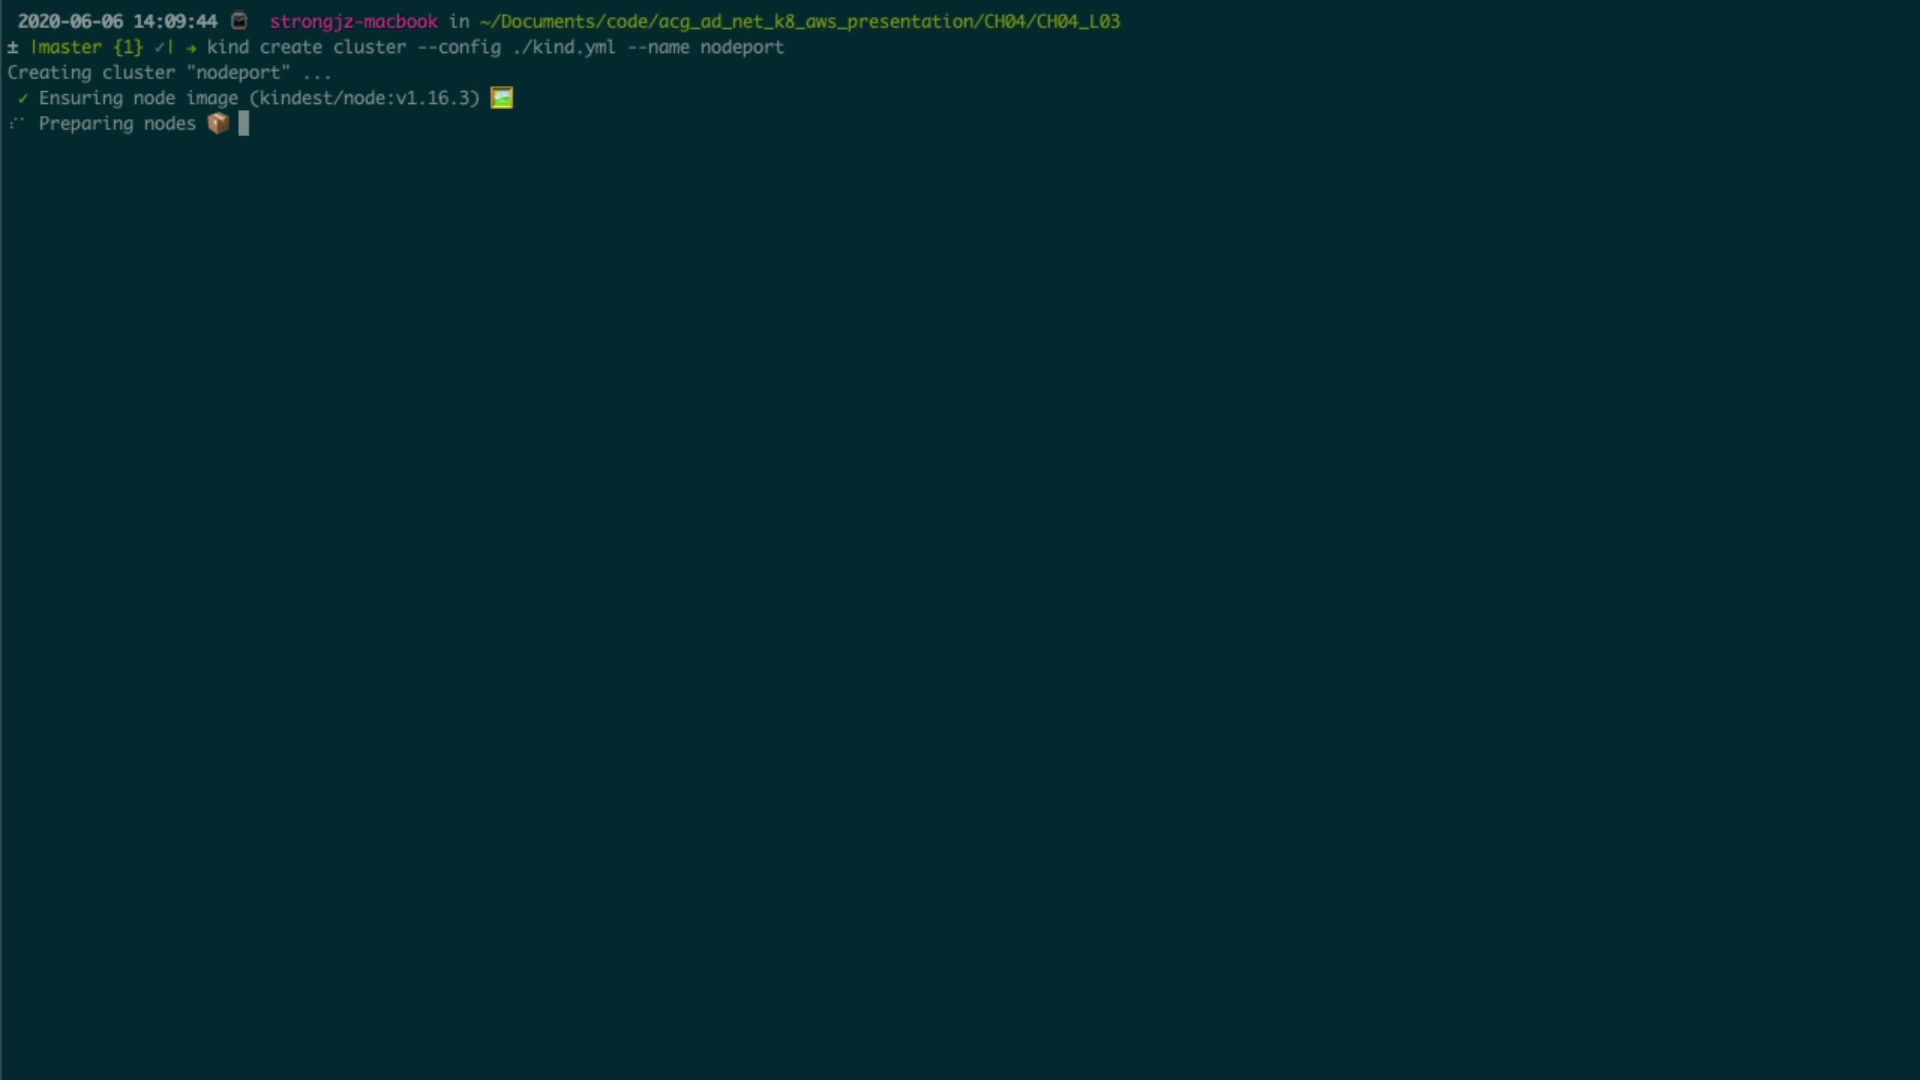 2020-06-06 14:09:44 strongjz-macbook in ~/Documents/code/acg_ad_net_k8_aws_presentation/CH04/CH04_L03
± |master {1} ✓| → kind create cluster --config ./kind.yml --name nodeport
Creating cluster "nodeport" ...
✓ Ensuring node image (kindest/node:v1.16.3) 🖼
Preparing nodes 📦